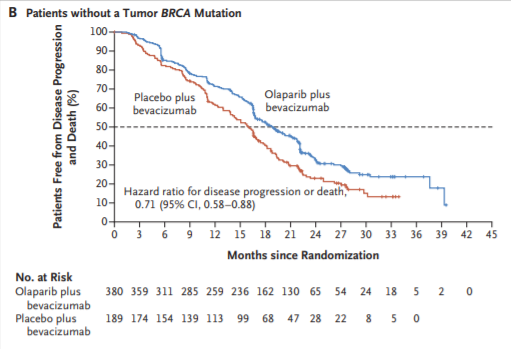 B Patients without a Tumor BRCA Mutation
Patients Free from Disease Progression
and Death (%)
100
90
80
70
60
50
40
30
20
10
0
Placebo plus
bevacizumab
Olaparib plus
bevacizumab
Hazard ratio for disease progression or death,
0.71 (95% CI, 0.58–0.88)
0 3 6 9 12 15 18 21 24 27 30 33 36 39 42 45
Months since Randomization
No. at Risk
Olaparib plus 380 359 311 285 259 236 162 130 65 54 24 18 5 2 0
bevacizumab
Placebo plus 189 174 154 139 113 99 68 47 28 22 8 5 0
bevacizumab